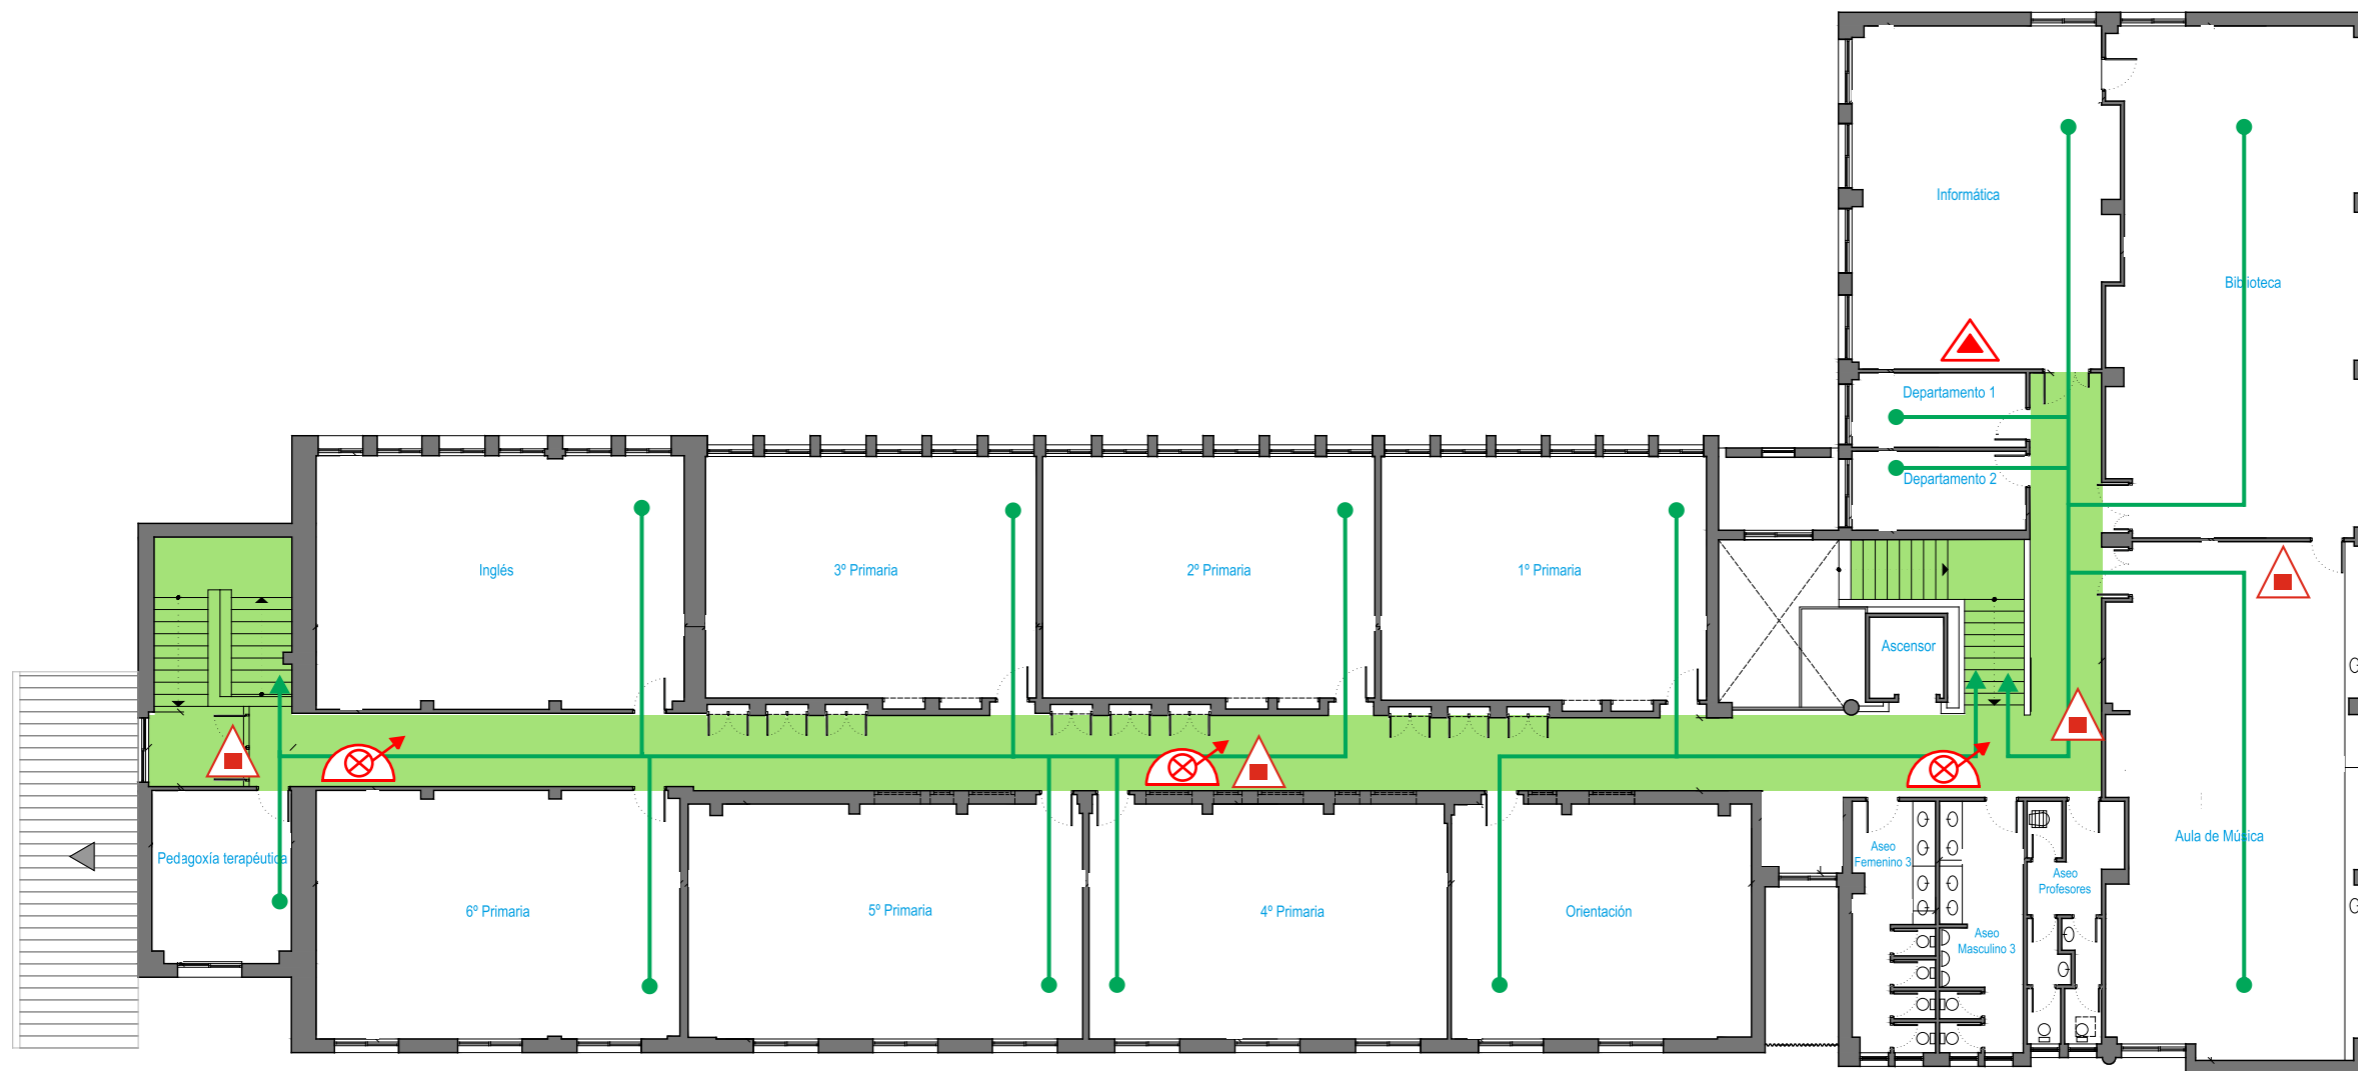 Informática
Biblioteca
Departamento 1
Departamento 2
Inglés
3º Primaria
2º Primaria
1º Primaria
Ascensor
Pedagoxía terapéutica
6º Primaria
5º Primaria
4º Primaria
Orientación
Aseo
Femenino 3
Aseo
Masculino 3
Aseo
Profesores
Aula de Música